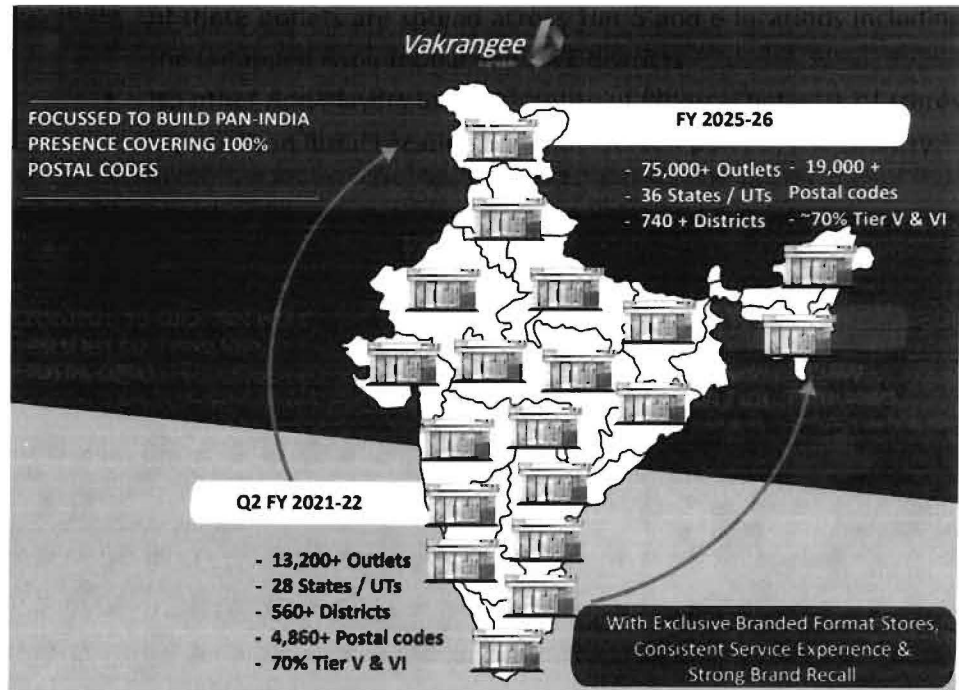 Vakrangee
FOCUSSED TO BUILD PAN-INDIA
PRESENCE COVERING 100%
POSTAL CODES
FY 2025-26
- 75,000+ Outlets
- 36 States / UTs
- 740 + Districts
- 19,000 +
Postal codes
- ~70% Tier V & VI
Q2 FY 2021-22
- 13,200+ Outlets
- 28 States / UTs
- 560+ Districts
- 4,860+ Postal codes
- 70% Tier V & VI
With Exclusive Branded Format Stores,
Consistent Service Experience &
Strong Brand Recall